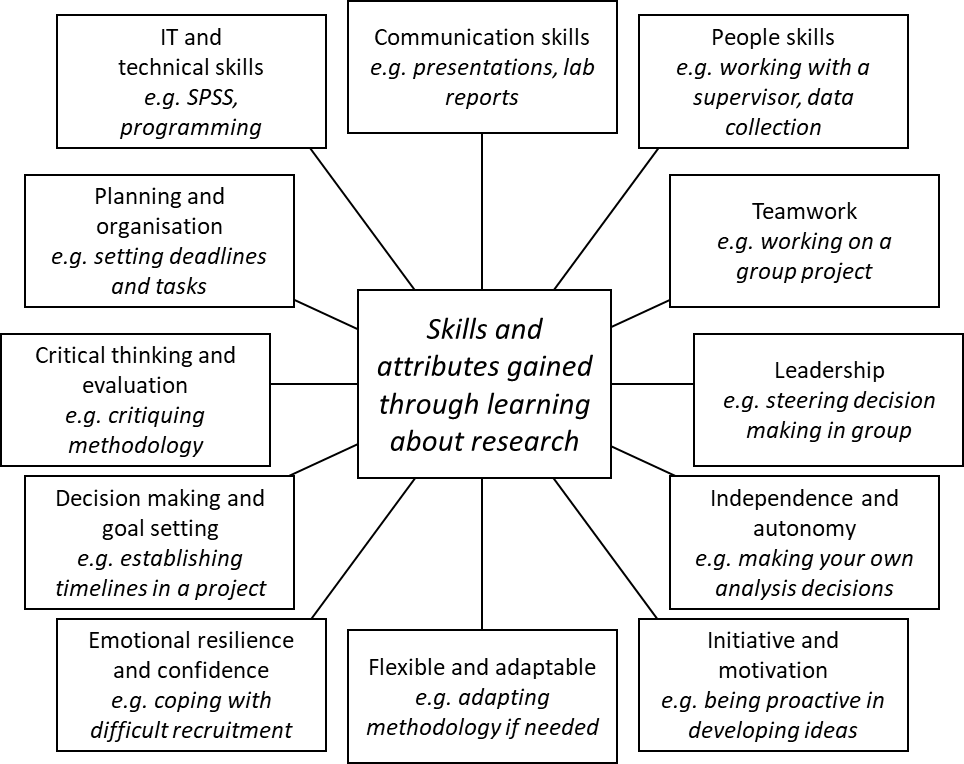 IT and
technical skills
e.g. SPSS,
programming
Communication skills
e.g. presentations, lab
reports
People skills
e.g. working with a
supervisor, data
collection
Planning and
organisation
e.g. setting deadlines
and tasks
Teamwork
e.g. working on a
group project
Skills and
attributes gained
through learning
about research
Critical thinking and
evaluation
e.g. critiquing
methodology
Leadership
e.g. steering decision
making in group
Decision making and
goal setting
e.g. establishing
timelines in a project
Independence and
autonomy
e.g. making your own
analysis decisions
Emotional resilience
and confidence
e.g. coping with
difficult recruitment
Flexible and adaptable
e.g. adapting
methodology if needed
Initiative and
motivation
e.g. being proactive in
developing ideas